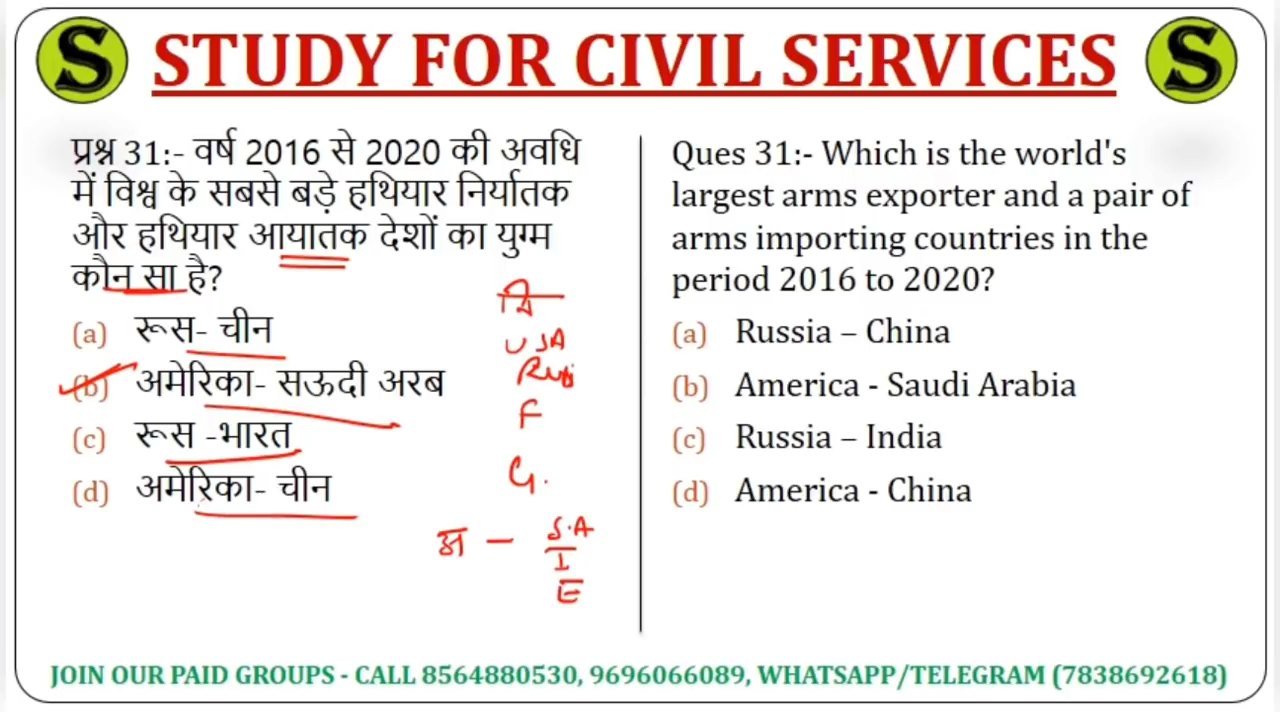 S STUDY FOR CIVIL SERVICES S
प्रश्न 31:- वर्ष 2016 से 2020 की अवधि
में विश्व के सबसे बड़े हथियार निर्यातक
और हथियार आयातक देशों का युग्म
कौन सा है?
(a) रूस- चीन
(b) अमेरिका- सऊदी अरब
(c) रूस -भारत
(d) अमेरिका- चीन
USA
F
G.
S.A
I
E
Ques 31:- Which is the world's
largest arms exporter and a pair of
arms importing countries in the
period 2016 to 2020?
(a) Russia – China
(b) America - Saudi Arabia
(c) Russia – India
(d) America - China
JOIN OUR PAID GROUPS - CALL 8564880530, 9696066089, WHATSAPP/TELEGRAM (7838692618)